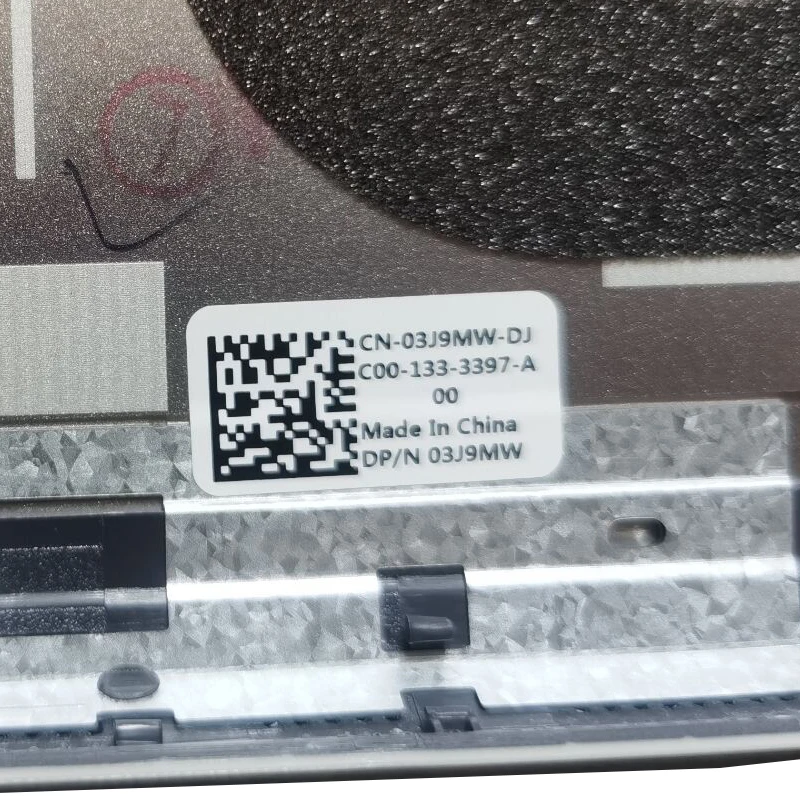 CN-03J9MW-DJ
C00-133-3397-A
00
Made In China
DP/N 03J9MW